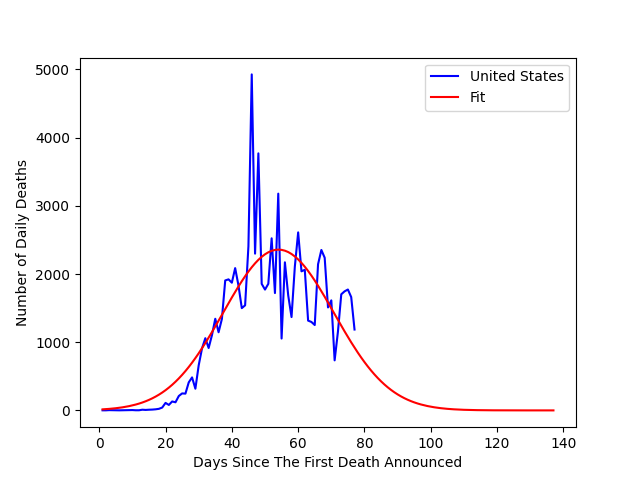 United States
Fit
5000
4000
3000
2000
1000
0
Number of Daily Deaths
0 20 40 60 80 100 120 140
Days Since The First Death Announced